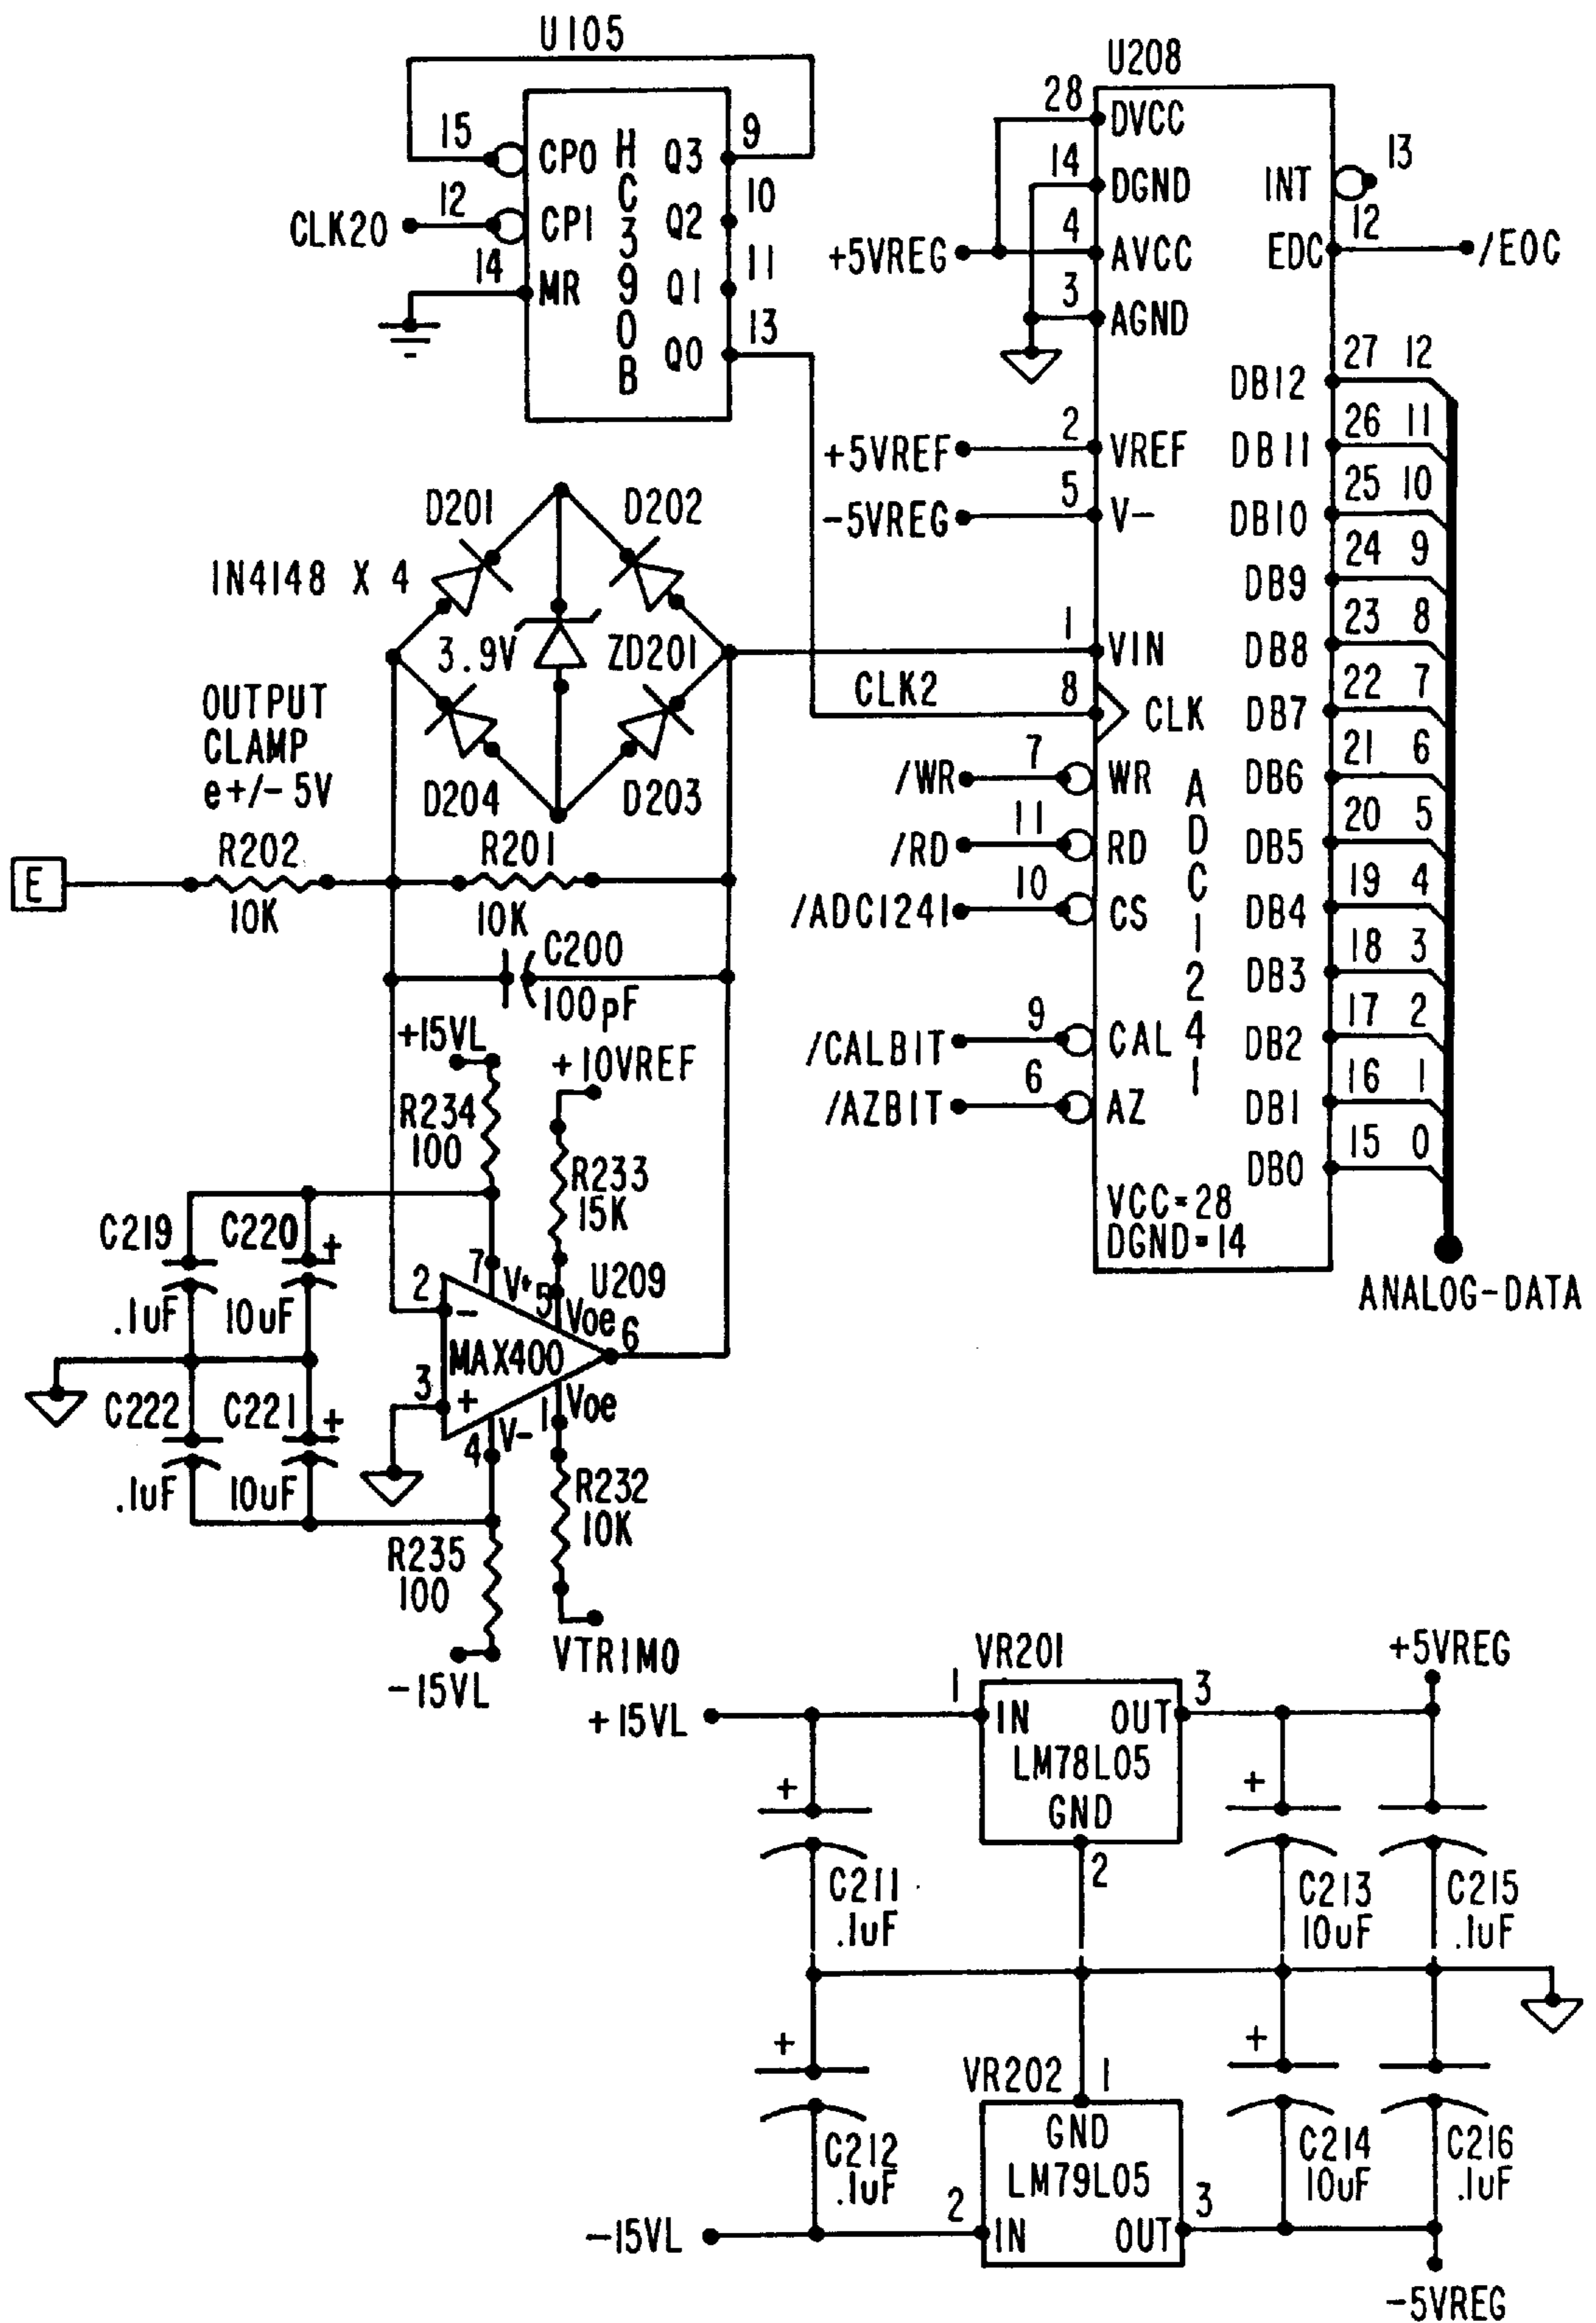 U105
15
CP0
HC390B
Q3
9
CLK20
12
CP1
Q2
10
14
MR
Q1
11
Q0
13
U208
28
DVCC
14
DGND
+5VREG
4
AVCC
3
AGND
+5VREF
2
VREF
-5VREG
5
V-
1
VIN
CLK2
8
CLK
/WR
7
WR
/RD
11
RD
/ADC1241
10
CS
/CALBIT
9
CAL
/AZBIT
6
AZ
ADC1241
VCC=28
DGND=14
INT
13
EDC
12
/EOC
DB12 27 12
DB11 26 11
DB10 25 10
DB9 24 9
DB8 23 8
DB7 22 7
DB6 21 6
DB5 20 5
DB4 19 4
DB3 18 3
DB2 17 2
DB1 16 1
DB0 15 0
ANALOG-DATA
D201
D202
IN4148 X 4
3.9V
ZD201
OUTPUT
CLAMP
e+/-5V
D204
D203
E
R202
10K
R201
10K
C200
100pF
+15VL
+10VREF
R234
100
R233
15K
C219
.1uF
C220
+
10uF
7
V+
5
Voe
U209
2
-
MAX400
6
3
+
4
V-
1
Voe
C222
.1uF
C221
+
10uF
R232
10K
R235
100
-15VL
VTRIM0
VR201
+5VREG
+15VL
1
IN
OUT
3
LM78L05
GND
2
+
C211
.1uF
+
C213
10uF
C215
.1uF
+
C212
.1uF
VR202
1
GND
LM79L05
+
C214
10uF
C216
.1uF
-15VL
2
IN
OUT
3
-5VREG